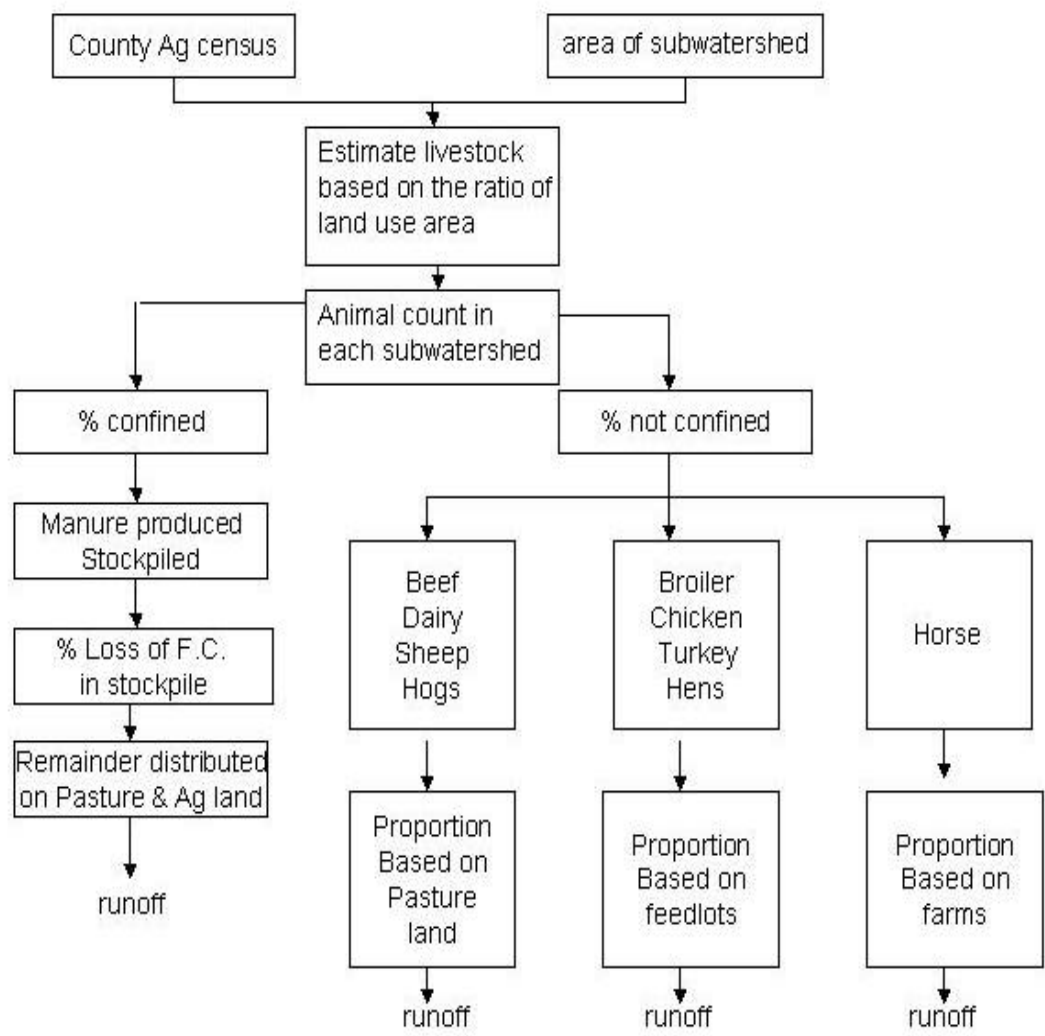 County Ag census
area of subwatershed
Estimate livestock
based on the ratio of
land use area
Animal count in
each subwatershed
% confined
% not confined
Manure produced
Stockpiled
% Loss of F.C.
in stockpile
Remainder distributed
on Pasture & Ag land
runoff
Beef
Dairy
Sheep
Hogs
Broiler
Chicken
Turkey
Hens
Horse
Proportion
Based on
Pasture
land
Proportion
Based on
feedlots
Proportion
Based on
farms
runoff
runoff
runoff